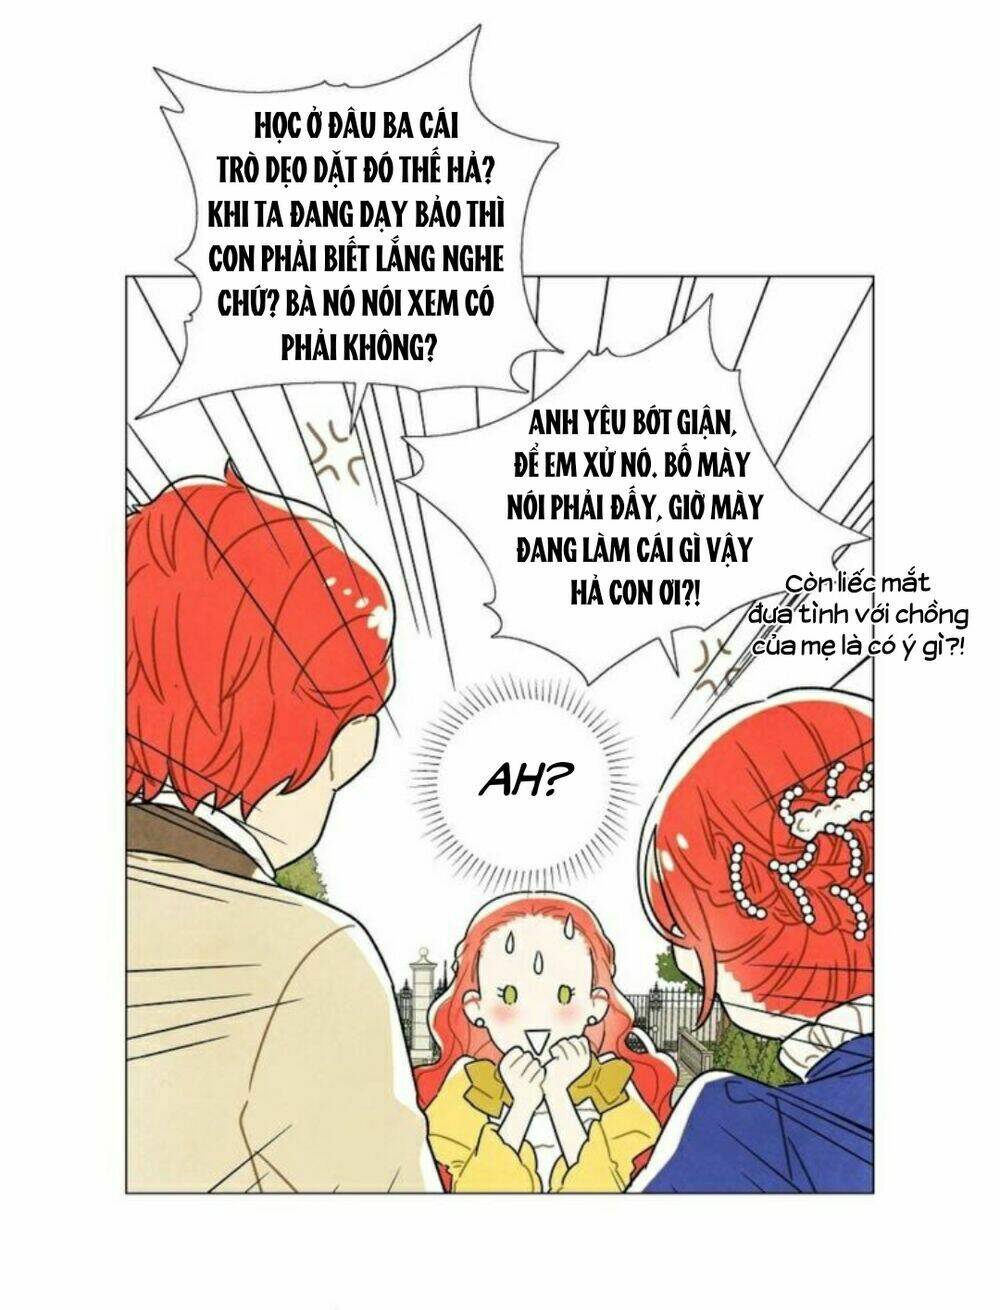 HỌC Ở ĐÂU BA CÁI
TRÒ DẸO DẶT ĐÓ THẾ HẢ?
KHI TA ĐANG DẠY BẢO THÌ
CON PHẢI BIẾT LẮNG NGHE
CHỨ? BÀ NÓ NÓI XEM CÓ
PHẢI KHÔNG?
ANH YÊU BỚT GIẬN,
ĐỂ EM XỬ NÓ. BỐ MÀY
NÓI PHẢI ĐẤY, GIỜ MÀY
ĐANG LÀM CÁI GÌ VẬY
HẢ CON ƠI?!
Còn liếc mắt
đưa tình với chồng
của mẹ là có ý gì?!
AH?